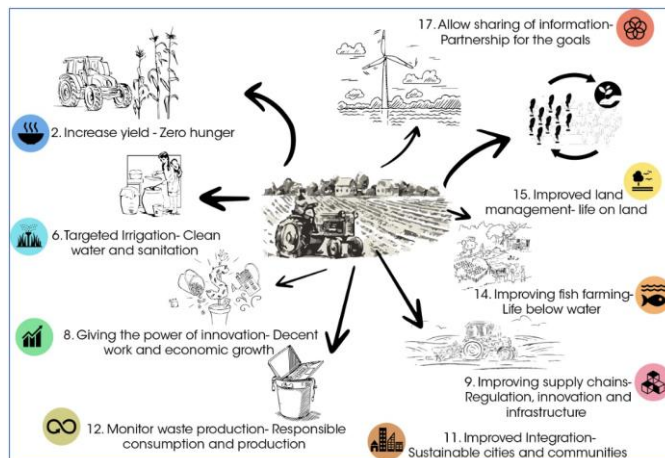 17. Allow sharing of information-
Partnership for the goals
2. Increase yield - Zero hunger
15. Improved land
management- life on land
6. Targeted Irrigation- Clean
water and sanitation
14. Improving fish farming-
Life below water
8. Giving the power of innovation- Decent
work and economic growth
9. Improving supply chains-
Regulation, innovation and
infrastructure
12. Monitor waste production- Responsible
consumption and production
11. Improved Integration-
Sustainable cities and communities